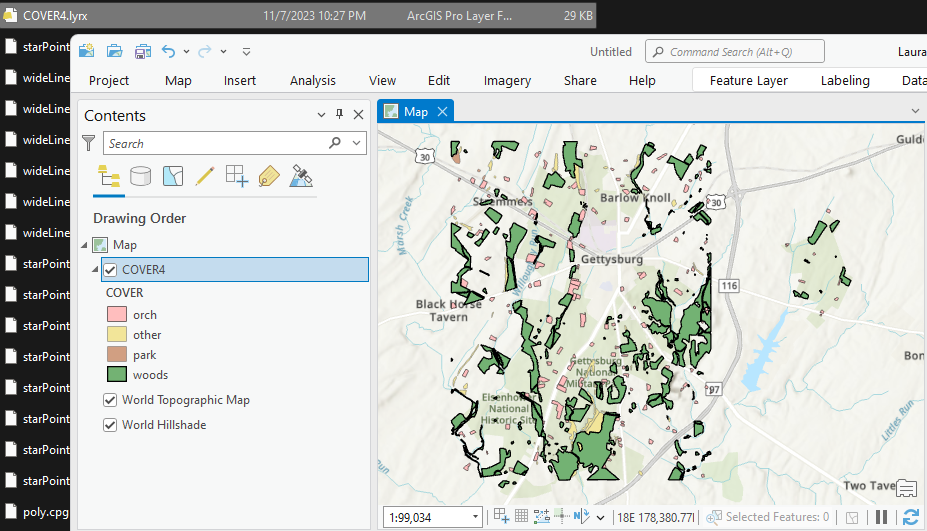 COVER4.lyrx 11/7/2023 10:27 PM ArcGIS Pro Layer F... 29 KB
starPoint
wideLine
wideLine
wideLine
wideLine
wideLine
wideLine
starPoint
starPoint
starPoint
starPoint
starPoint
starPoint
starPoint
starPoint
poly.cpg
Untitled Command Search (Alt+Q) Laura
Project Map Insert Analysis View Edit Imagery Share Help Feature Layer Labeling Data
Contents
Search
Drawing Order
Map
COVER4
COVER
orch
other
park
woods
World Topographic Map
World Hillshade
Map
30
Guld
Barlow Knoll
30
Marsh Creek
Willoughby Run
Gettysburg
116
Black Horse
Tavern
Gettysburg
National
Military
Bon
97
Eisenhower
National
Historic Site
Littles Run
Run
Two Tave
1:99,034 18E 178,380.77 Selected Features: 0